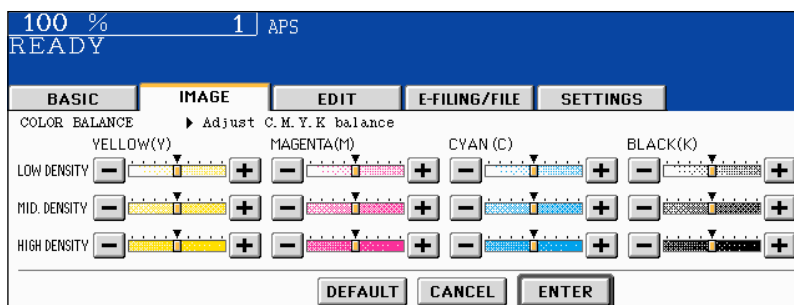 100 % 1 APS
READY
BASIC IMAGE EDIT E-FILING/FILE SETTINGS
COLOR BALANCE Adjust C.M.Y.K balance
YELLOW(Y) MAGENTA(M) CYAN (C) BLACK(K)
LOW DENSITY
MID. DENSITY
HIGH DENSITY
DEFAULT CANCEL ENTER